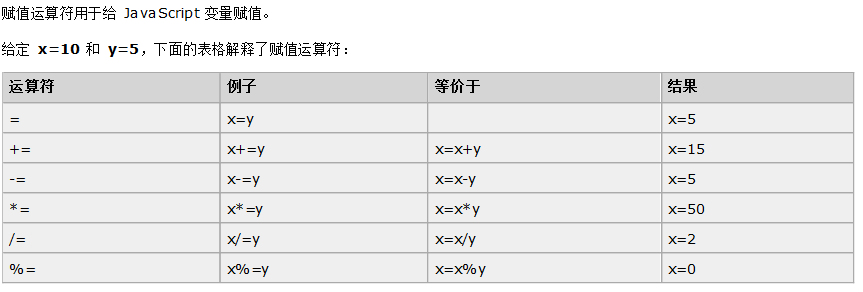 赋值运算符用于给 JavaScript 变量赋值。
给定 x=10 和 y=5，下面的表格解释了赋值运算符：
运算符 例子 等价于 结果
= x=y x=5
+= x+=y x=x+y x=15
-= x-=y x=x-y x=5
*= x*=y x=x*y x=50
/= x/=y x=x/y x=2
%= x%=y x=x%y x=0